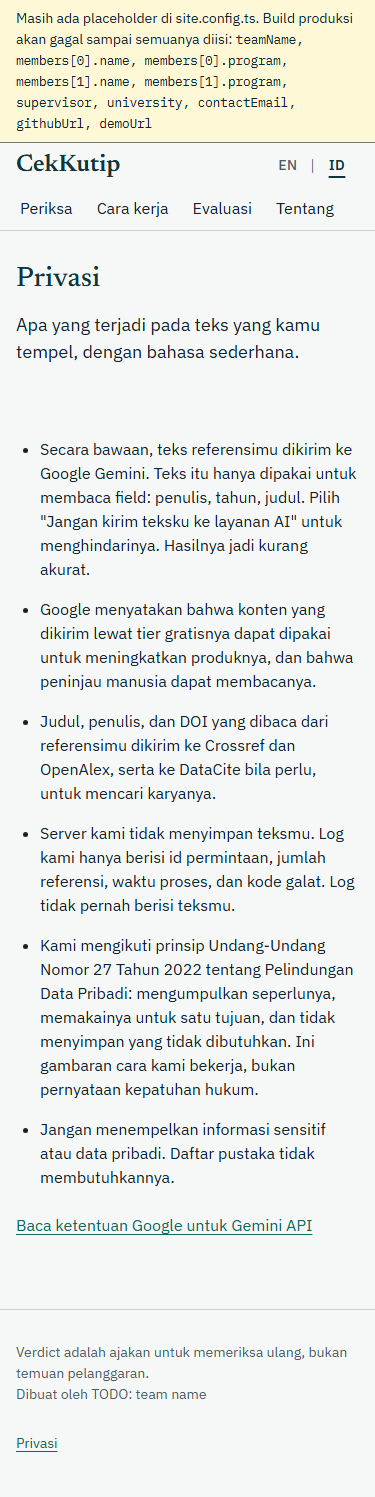 Masih ada placeholder di site.config.ts. Build produksi
akan gagal sampai semuanya diisi: teamName,
members[0].name, members[0].program,
members[1].name, members[1].program,
supervisor, university, contactEmail,
githubUrl, demoUrl
CekKutip
EN | ID
Periksa Cara kerja Evaluasi Tentang
Privasi
Apa yang terjadi pada teks yang kamu
tempel, dengan bahasa sederhana.
• Secara bawaan, teks referensimu dikirim ke
Google Gemini. Teks itu hanya dipakai untuk
membaca field: penulis, tahun, judul. Pilih
"Jangan kirim teksku ke layanan AI" untuk
menghindarinya. Hasilnya jadi kurang
akurat.
• Google menyatakan bahwa konten yang
dikirim lewat tier gratisnya dapat dipakai
untuk meningkatkan produknya, dan bahwa
peninjau manusia dapat membacanya.
• Judul, penulis, dan DOI yang dibaca dari
referensimu dikirim ke Crossref dan
OpenAlex, serta ke DataCite bila perlu,
untuk mencari karyanya.
• Server kami tidak menyimpan teksmu. Log
kami hanya berisi id permintaan, jumlah
referensi, waktu proses, dan kode galat. Log
tidak pernah berisi teksmu.
• Kami mengikuti prinsip Undang-Undang
Nomor 27 Tahun 2022 tentang Pelindungan
Data Pribadi: mengumpulkan seperlunya,
memakainya untuk satu tujuan, dan tidak
menyimpan yang tidak dibutuhkan. Ini
gambaran cara kami bekerja, bukan
pernyataan kepatuhan hukum.
• Jangan menempelkan informasi sensitif
atau data pribadi. Daftar pustaka tidak
membutuhkannya.
Baca ketentuan Google untuk Gemini API
Verdict adalah ajakan untuk memeriksa ulang, bukan
temuan pelanggaran.
Dibuat oleh TODO: team name
Privasi